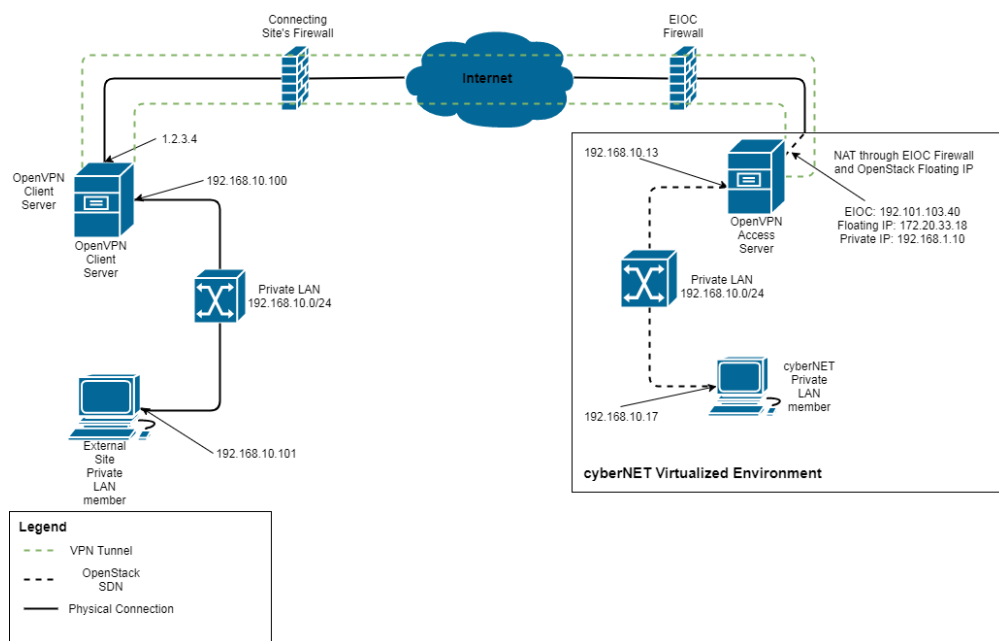 Connecting
Site's Firewall
EIOC
Firewall
Internet
1.2.3.4
OpenVPN
Client
Server
192.168.10.100
OpenVPN
Client
Server
Private LAN
192.168.10.0/24
External
Site
Private
LAN
member
192.168.10.101
192.168.10.13
NAT through EIOC Firewall
and OpenStack Floating IP
EIOC: 192.101.103.40
Floating IP: 172.20.33.18
Private IP: 192.168.1.10
OpenVPN
Access
Server
Private LAN
192.168.10.0/24
cyberNET
Private
LAN
member
192.168.10.17
cyberNET Virtualized Environment
Legend
VPN Tunnel
OpenStack
SDN
Physical Connection